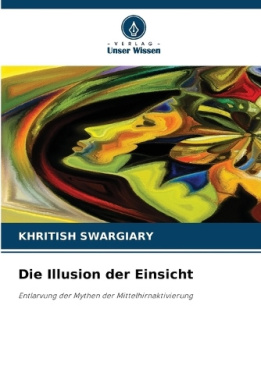 - VERLAG -
Unser Wissen
KHRITISH SWARGIARY
Die Illusion der Einsicht
Entlarvung der Mythen der Mittelhirnaktivierung